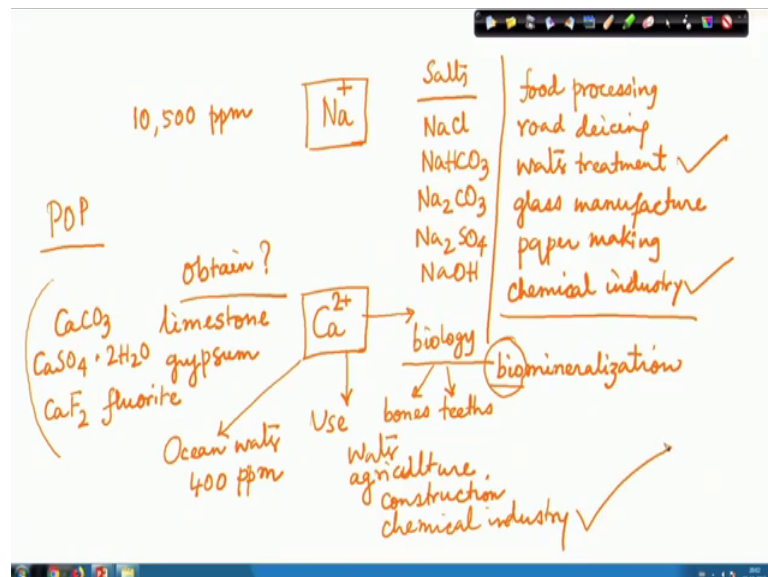 10,500 ppm
Na+
Salts
NaCl
NaHCO3
Na2CO3
Na2SO4
NaOH
food processing
road deicing
water treatment
glass manufacture
paper making
chemical industry
POP
obtain?
CaCO3 limestone
CaSO4 · 2H2O gypsum
CaF2 fluorite
Ca2+
biology
biomineralization
bones teeths
Ocean water
400 ppm
Use
Water
agriculture,
construction
chemical industry